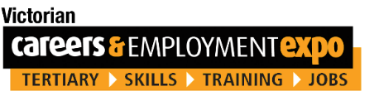 Victorian
careers & EMPLOYMENT expo
TERTIARY SKILLS TRAINING JOBS